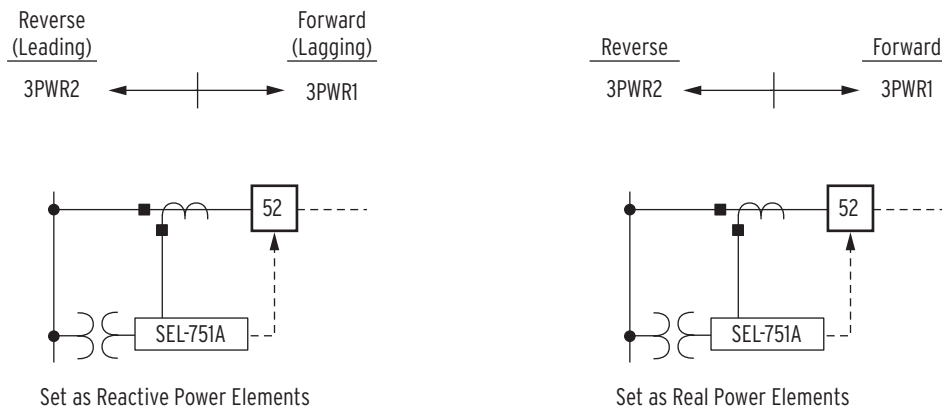 Reverse
(Leading)
3PWR2
Forward
(Lagging)
3PWR1
52
SEL-751A
Set as Reactive Power Elements
Reverse
3PWR2
Forward
3PWR1
52
SEL-751A
Set as Real Power Elements